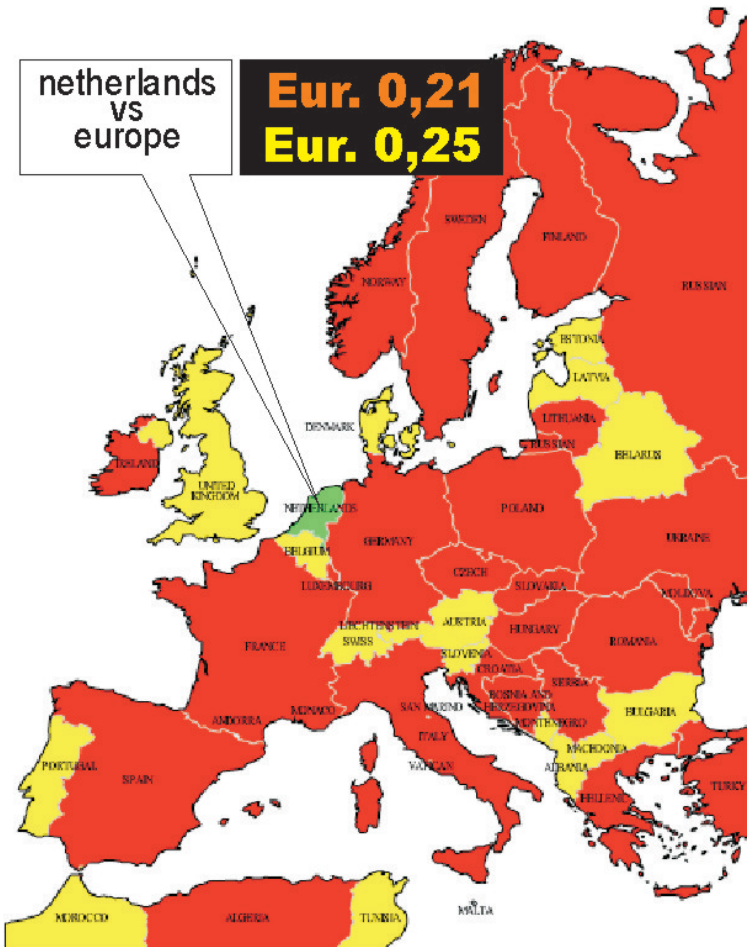 netherlands
vs
europe
Eur. 0,21
Eur. 0,25
SWEDEN
FINLAND
NORWAY
RUSSIAN
ESTONIA
LATVIA
LITHUANIA
RUSSIAN
DENMARK
IRELAND
UNITED
KINGDOM
BELARUS
NETHERLANDS
POLAND
GERMANY
UKRAINE
BELGIUM
CZECH
LUXEMBOURG
SLOVAKIA
MOLDOVA
LIECHTENSTEIN
AUSTRIA
SWISS
HUNGARY
ROMANIA
FRANCE
SLOVENIA
CROATIA
SERBIA
BOSNIA AND
HERZEGOVINA
SAN MARINO
MONACO
ANDORRA
MONTENEGRO
BULGARIA
ITALY
MACEDONIA
VATICAN
ALBANIA
PORTUGAL
SPAIN
HELLENIC
TURKY
MALTA
MOROCCO
ALGERIA
TUNISIA